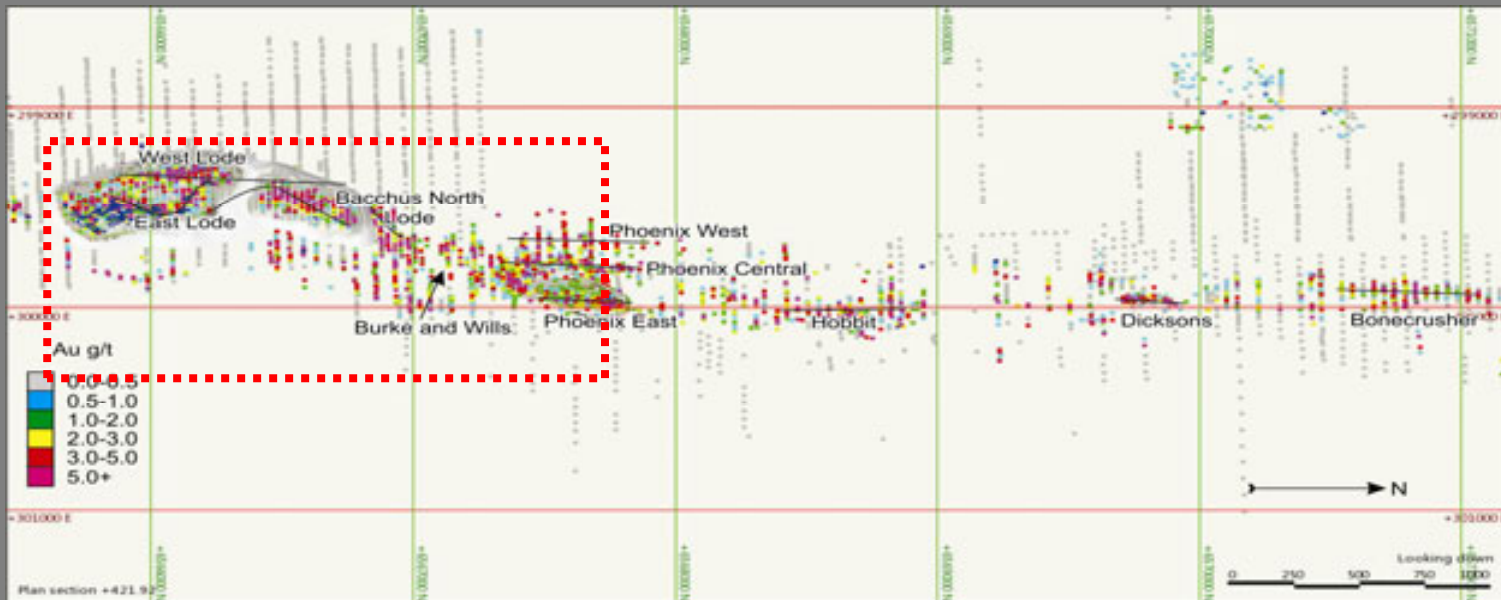 +299000 E
+299000
West Lode
Bacchus North
Lode
East Lode
Phoenix West
Phoenix Central
+300000 E
Burke and Wills:
Phoenix East
Hobbit
Dicksons
Bonecrusher
Au g/t
0.0-0.5
0.5-1.0
1.0-2.0
2.0-3.0
3.0-5.0
5.0+
N
+301000 E
+301000
Looking down
0 250 500 750 1000
Plan section +421.92